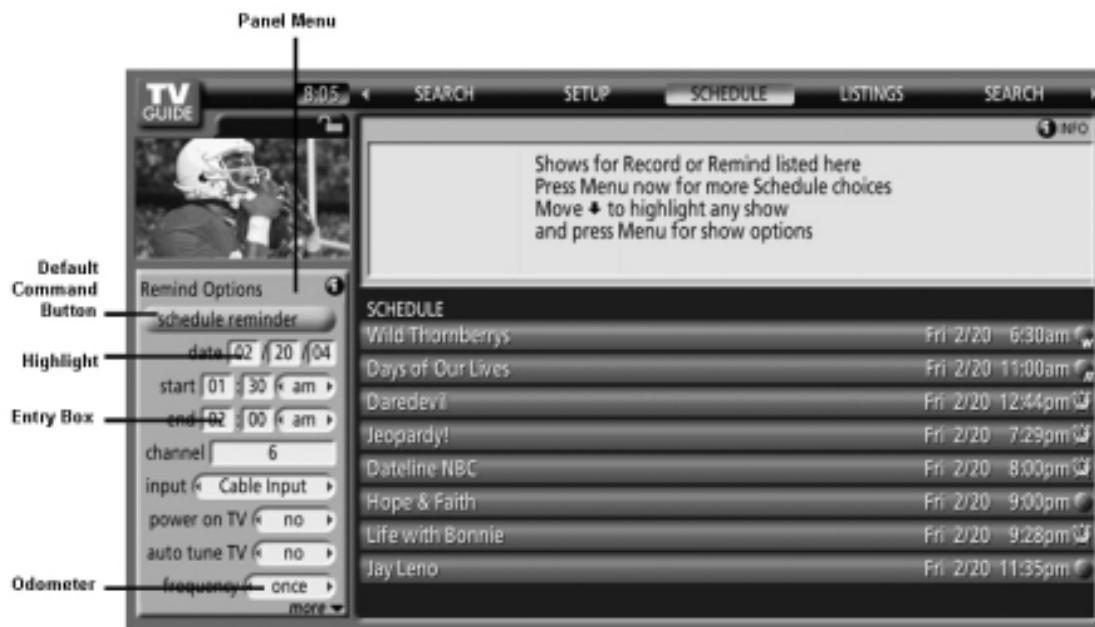 Panel Menu
TV
GUIDE
8:05
SEARCH SETUP SCHEDULE LISTINGS SEARCH
INFO
Shows for Record or Remind listed here
Press Menu now for more Schedule choices
Move to highlight any show
and press Menu for show options
Default
Command
Button
Highlight
Entry Box
Odometer
Remind Options
schedule reminder
date 02 / 20 / 04
start 01 : 30 am
end 02 : 00 am
channel 6
input Cable Input
power on TV no
auto tune TV no
frequency once
more
SCHEDULE
Wild Thornberrys Fri 2/20 6:30am
Days of Our Lives Fri 2/20 11:00am
Daredevil Fri 2/20 12:44pm
Jeopardy! Fri 2/20 7:29pm
Dateline NBC Fri 2/20 8:00pm
Hope & Faith Fri 2/20 9:00pm
Life with Bonnie Fri 2/20 9:28pm
Jay Leno Fri 2/20 11:35pm